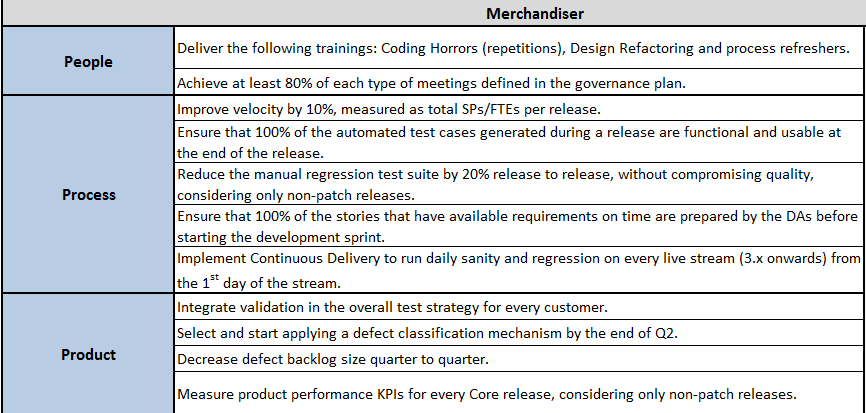 Merchandiser
People
Deliver the following trainings: Coding Horrors (repetitions), Design Refactoring and process refreshers.
Achieve at least 80% of each type of meetings defined in the governance plan.
Process
Improve velocity by 10%, measured as total SPs/FTEs per release.
Ensure that 100% of the automated test cases generated during a release are functional and usable at
the end of the release.
Reduce the manual regression test suite by 20% release to release, without compromising quality,
considering only non-patch releases.
Ensure that 100% of the stories that have available requirements on time are prepared by the DAs before
starting the development sprint.
Implement Continuous Delivery to run daily sanity and regression on every live stream (3.x onwards) from
the 1st day of the stream.
Product
Integrate validation in the overall test strategy for every customer.
Select and start applying a defect classification mechanism by the end of Q2.
Decrease defect backlog size quarter to quarter.
Measure product performance KPIs for every Core release, considering only non-patch releases.